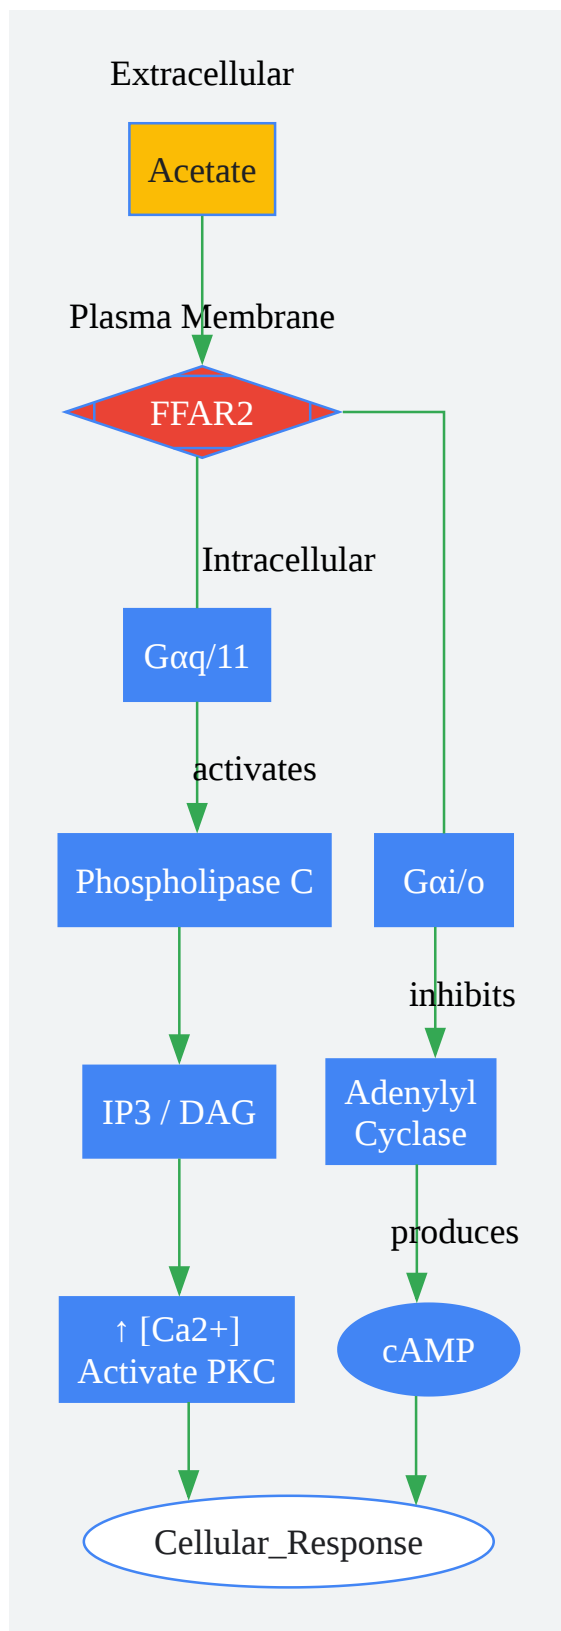 Extracellular
Acetate
Plasma Membrane
FFAR2
Intracellular
Gαq/11
activates
Phospholipase C
Gαi/o
inhibits
Adenylyl
Cyclase
IP3 / DAG
produces
↑ [Ca2+]
Activate PKC
cAMP
Cellular_Response